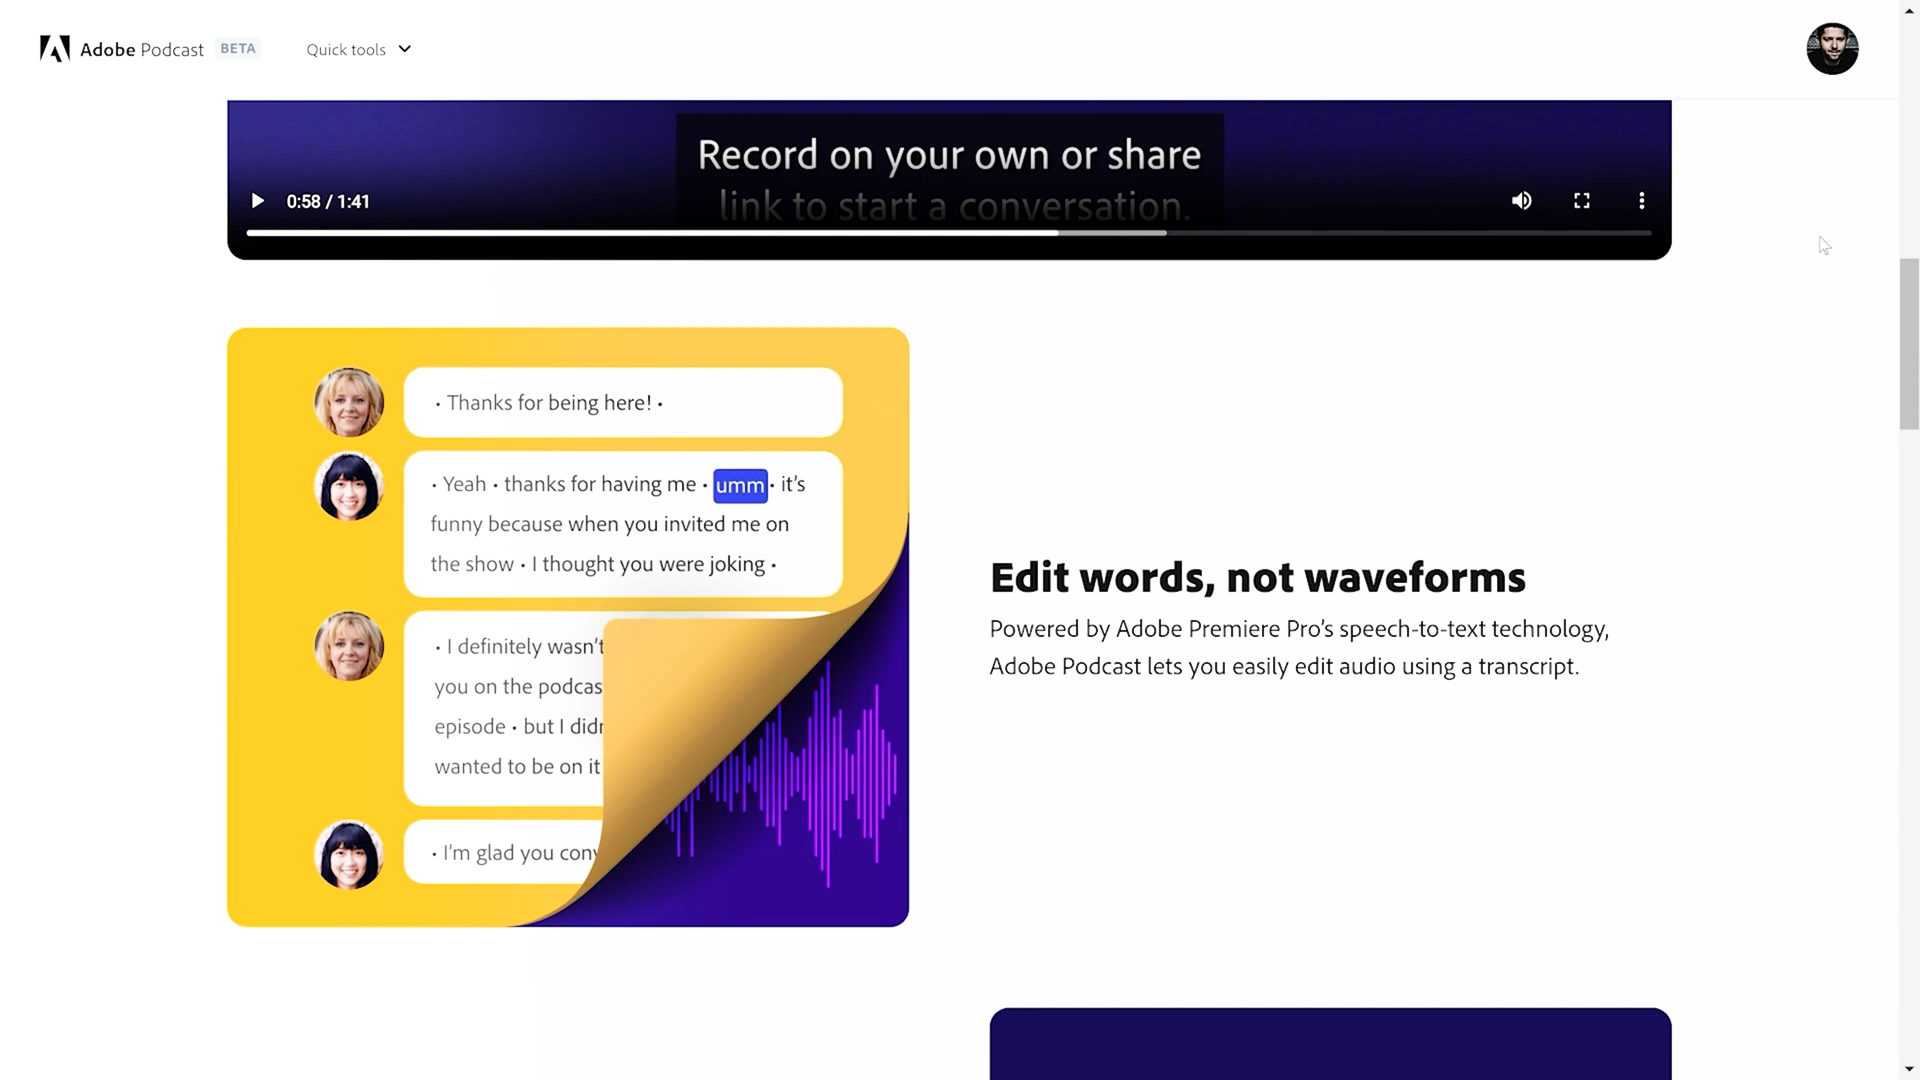 Adobe Podcast BETA Quick tools
Record on your own or share
link to start a conversation.
0:58 / 1:41
· Thanks for being here! ·
· Yeah · thanks for having me · umm · it's
funny because when you invited me on
the show · I thought you were joking ·
· I definitely wasn't
you on the podcas
episode · but I didn
wanted to be on it
· I'm glad you conv
Edit words, not waveforms
Powered by Adobe Premiere Pro's speech-to-text technology,
Adobe Podcast lets you easily edit audio using a transcript.